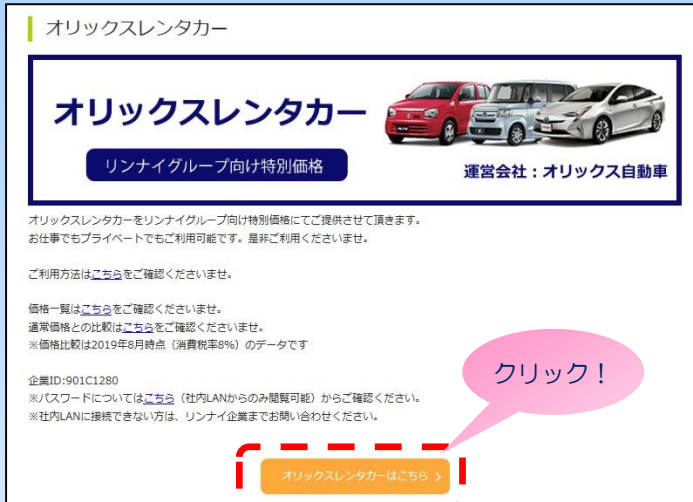 オリックスレンタカー
オリックスレンタカー
リンナイグループ向け特別価格
運営会社：オリックス自動車
オリックスレンタカーをリンナイグループ向け特別価格にてご提供させて頂きます。
お仕事でもプライベートでもご利用可能です。是非ご利用くださいませ。
ご利用方法はこちらをご確認くださいませ。
価格一覧はこちらをご確認くださいませ。
通常価格との比較はこちらをご確認くださいませ。
※価格比較は2019年8月時点（消費税率8%）のデータです
企業ID:901C1280
※パスワードについてはこちら（社内LANからのみ閲覧可能）からご確認ください。
※社内LANに接続できない方は、リンナイ企業までお問い合わせください。
クリック！
オリックスレンタカーはこちら >